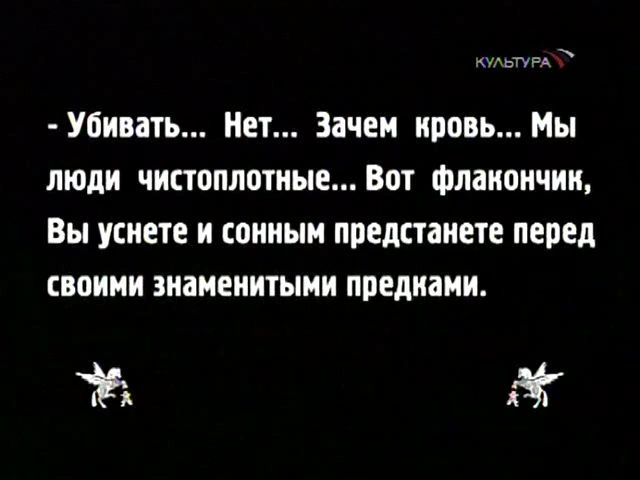 КУЛЬТУРА
- Убивать... Нет... Зачем кровь... Мы
люди чистоплотные... Вот флакончик,
Вы уснете и сонным предстанете перед
своими знаменитыми предками.